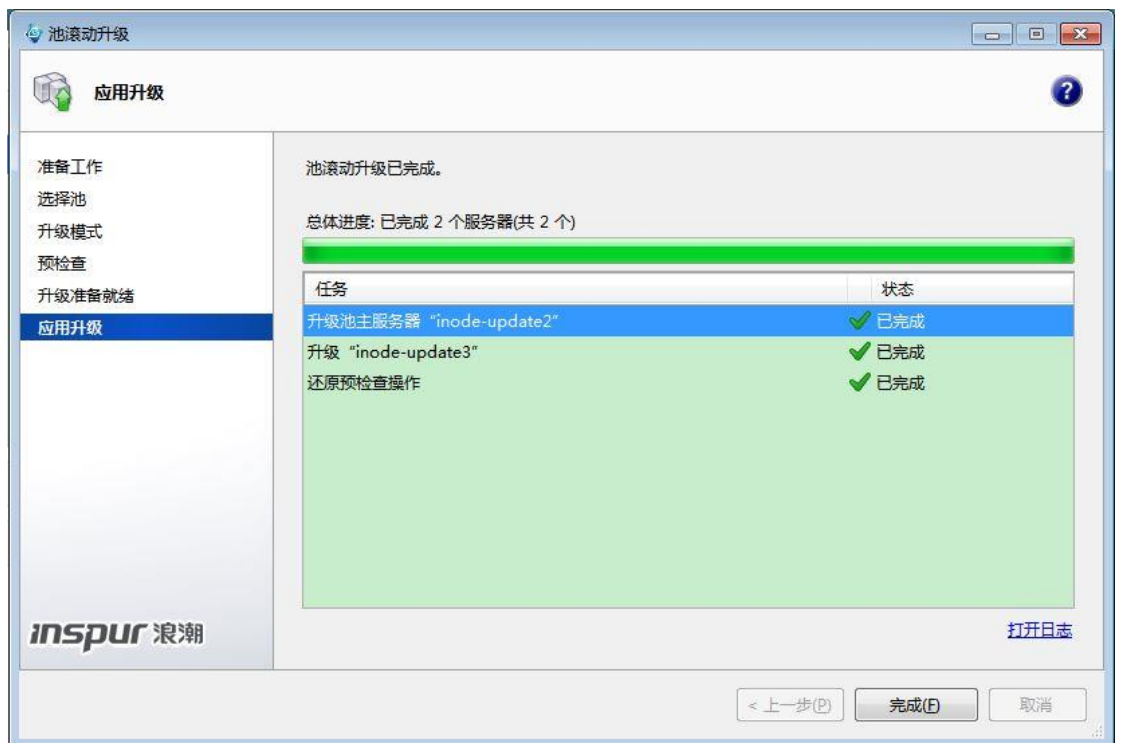 池滚动升级
应用升级
?
准备工作
选择池
升级模式
预检查
升级准备就绪
应用升级
池滚动升级已完成。
总体进度: 已完成 2 个服务器(共 2 个)
任务 状态
升级池主服务器 “inode-update2” 已完成
升级 “inode-update3” 已完成
还原预检查操作 已完成
inspur 浪潮
打开日志
< 上一步(P) 完成(F) 取消